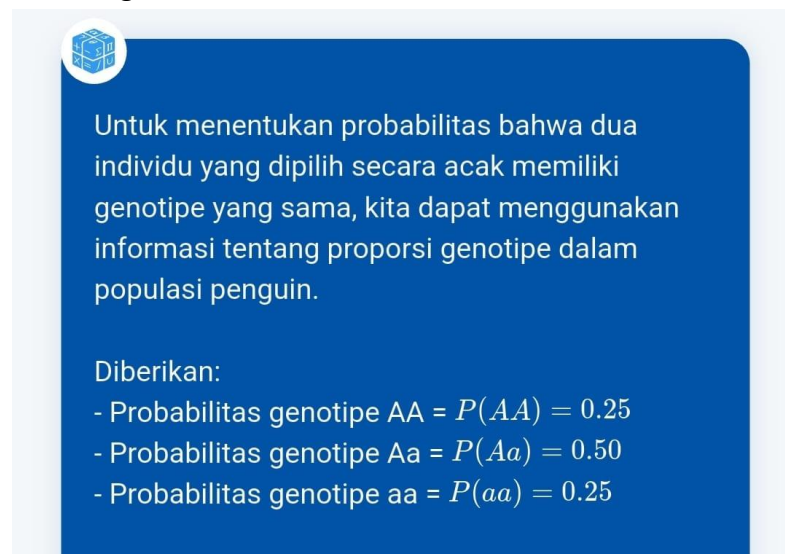 Untuk menentukan probabilitas bahwa dua
individu yang dipilih secara acak memiliki
genotipe yang sama, kita dapat menggunakan
informasi tentang proporsi genotipe dalam
populasi penguin.
Diberikan:
- Probabilitas genotipe AA = P(AA) = 0.25
- Probabilitas genotipe Aa = P(Aa) = 0.50
- Probabilitas genotipe aa = P(aa) = 0.25